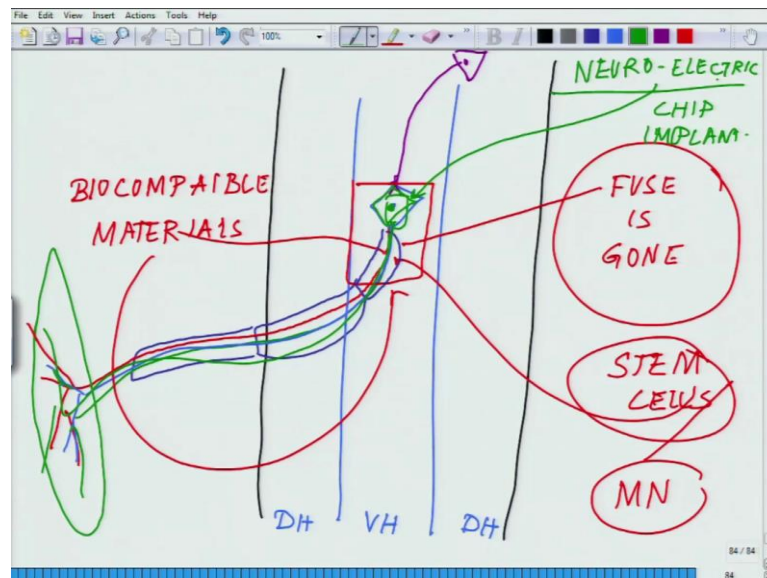 File Edit View Insert Actions Tools Help
100%
B I
NEURO-ELECTRIC
CHIP
IMPLANT.
BIOCOMPAIBLE
MATERIALS
FUSE
IS
GONE
STEM
CELLS
MN
DH VH DH
84 / 84
84